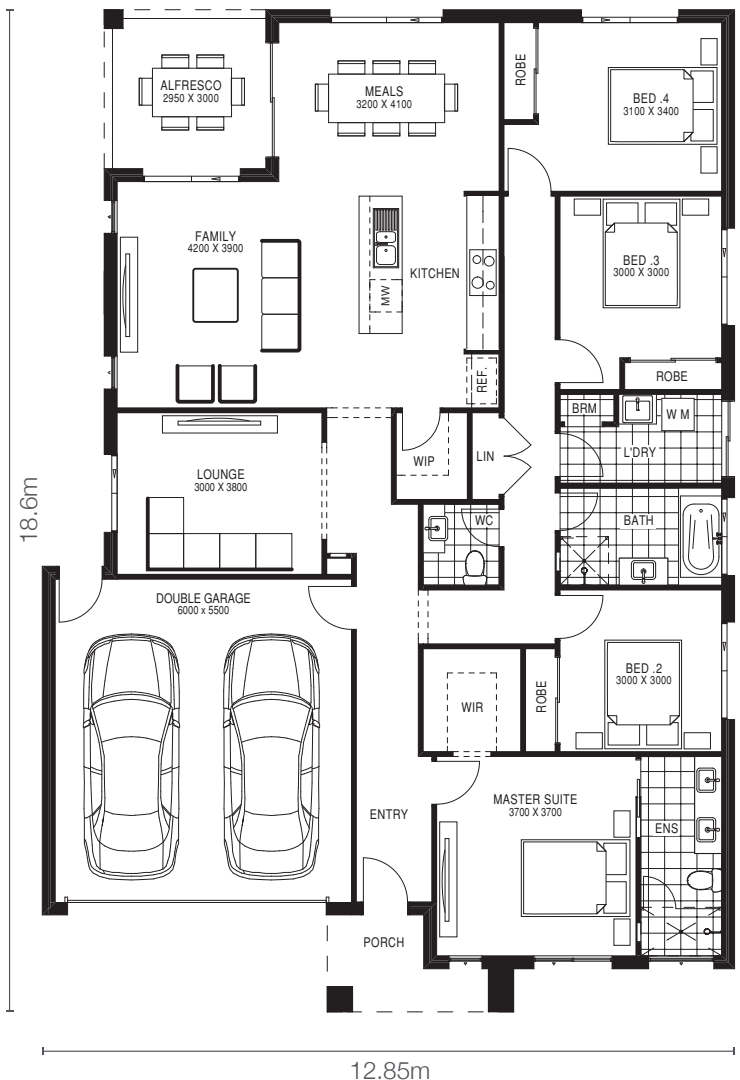 ALFRESCO
2950 X 3000
MEALS
3200 X 4100
ROBE
BED .4
3100 X 3400
FAMILY
4200 X 3900
KITCHEN
MW
BED .3
3000 X 3000
REF.
ROBE
BRM
W M
L'DRY
LOUNGE
3000 X 3800
WIP
LIN
WC
BATH
18.6m
DOUBLE GARAGE
6000 x 5500
WIR
ROBE
BED .2
3000 X 3000
ENTRY
MASTER SUITE
3700 X 3700
ENS
PORCH
12.85m